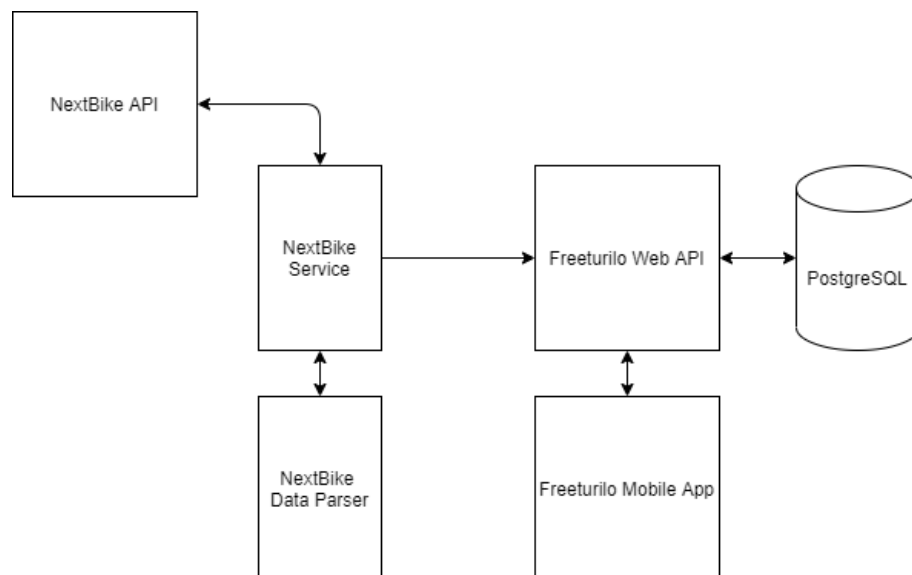 NextBike API
NextBike
Service
Freeturilo Web API
PostgreSQL
NextBike
Data Parser
Freeturilo Mobile App